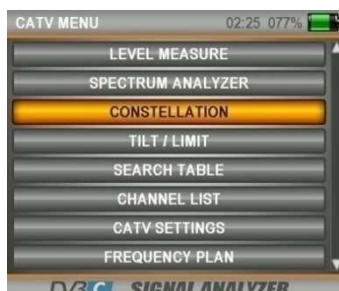 CATV MENU 02:25 077%
LEVEL MEASURE
SPECTRUM ANALYZER
CONSTELLATION
TILT / LIMIT
SEARCH TABLE
CHANNEL LIST
CATV SETTINGS
FREQUENCY PLAN
DVB C SIGNAL ANALYZER